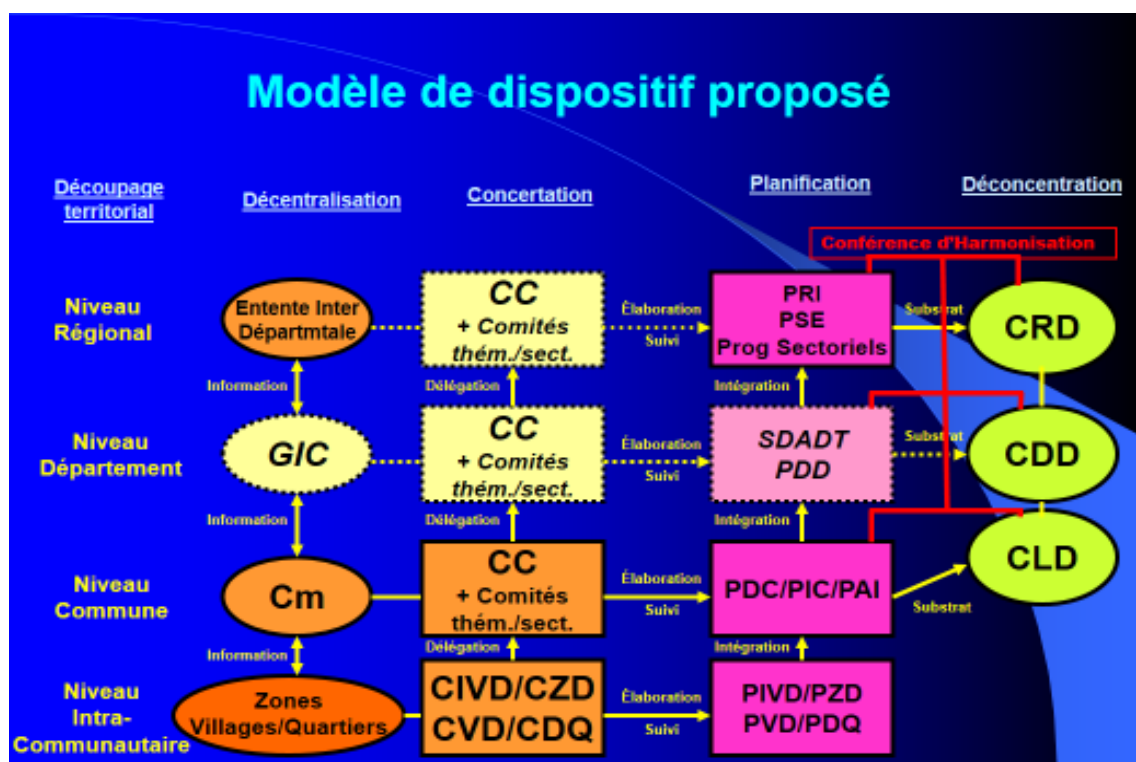 Modèle de dispositif proposé
Découpage
territorial
Décentralisation
Concertation
Planification
Déconcentration
Conférence d'Harmonisation
Niveau
Régional
Entente Inter
Départmtale
CC
+ Comités
thém./sect.
Élaboration
Suivi
PRI
PSE
Prog Sectoriels
Substrat
CRD
Information
Délégation
Intégration
Niveau
Département
GIC
CC
+ Comités
thém./sect.
Élaboration
Suivi
SDADT
PDD
Substrat
CDD
Information
Délégation
Intégration
Niveau
Commune
Cm
CC
+ Comités
thém./sect.
Élaboration
Suivi
PDC/PIC/PAI
Substrat
CLD
Information
Délégation
Intégration
Niveau
Intra-
Communautaire
Zones
Villages/Quartiers
CIVD/CZD
CVD/CDQ
Élaboration
Suivi
PIVD/PZD
PVD/PDQ